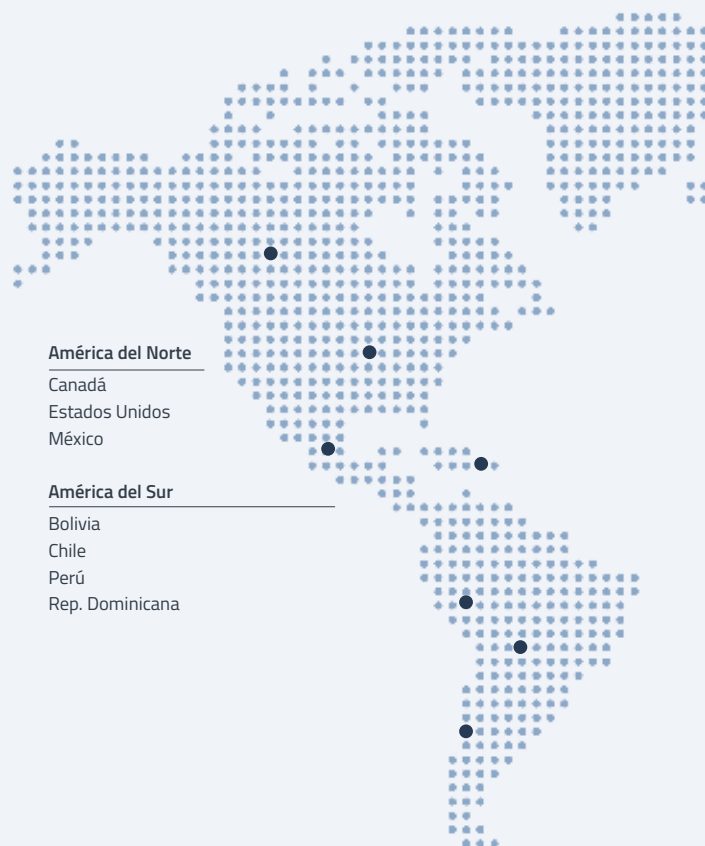 América del Norte
Canadá
Estados Unidos
México
América del Sur
Bolivia
Chile
Perú
Rep. Dominicana